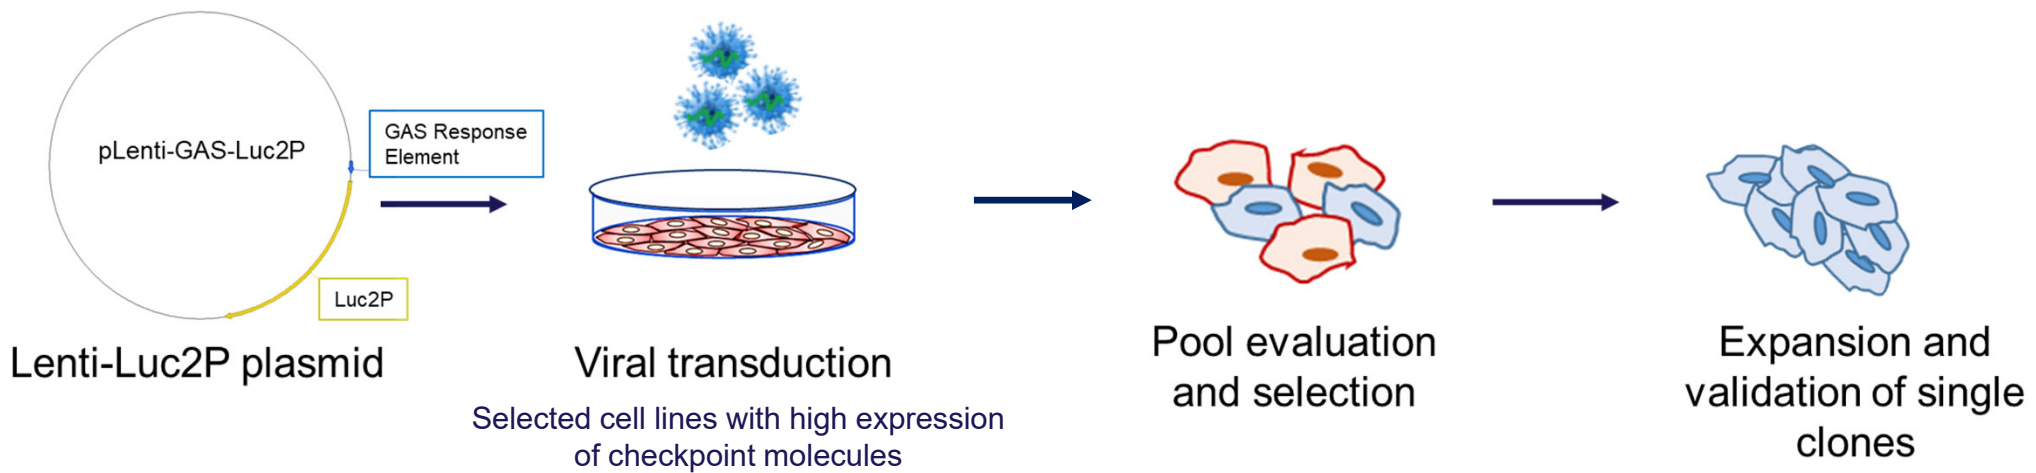 pLenti-GAS-Luc2P
GAS Response
Element
Luc2P
Lenti-Luc2P plasmid
Viral transduction
Selected cell lines with high expression
of checkpoint molecules
Pool evaluation
and selection
Expansion and
validation of single
clones